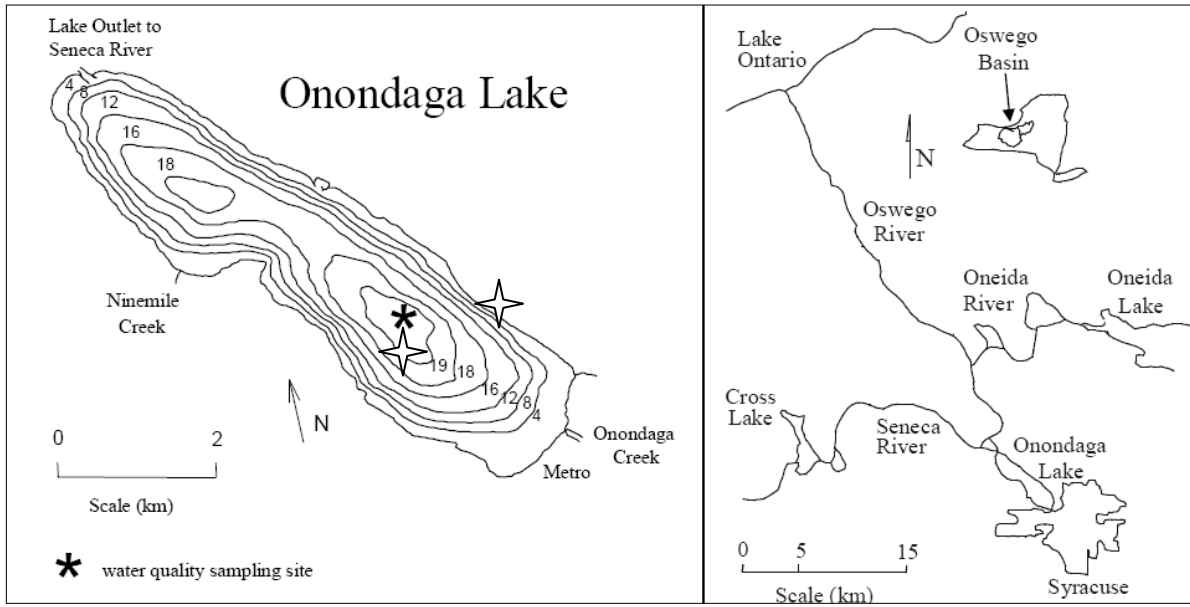 Lake Outlet to
Seneca River
Onondaga Lake
4
8
12
16
18
Ninemile
Creek
19
18
16
12
8
4
N
0 2
Scale (km)
Onondaga
Creek
Metro
* water quality sampling site
Lake
Ontario
Oswego
Basin
N
Oswego
River
Oneida
River
Oneida
Lake
Cross
Lake
Seneca
River
Onondaga
Lake
0 5 15
Scale (km)
Syracuse